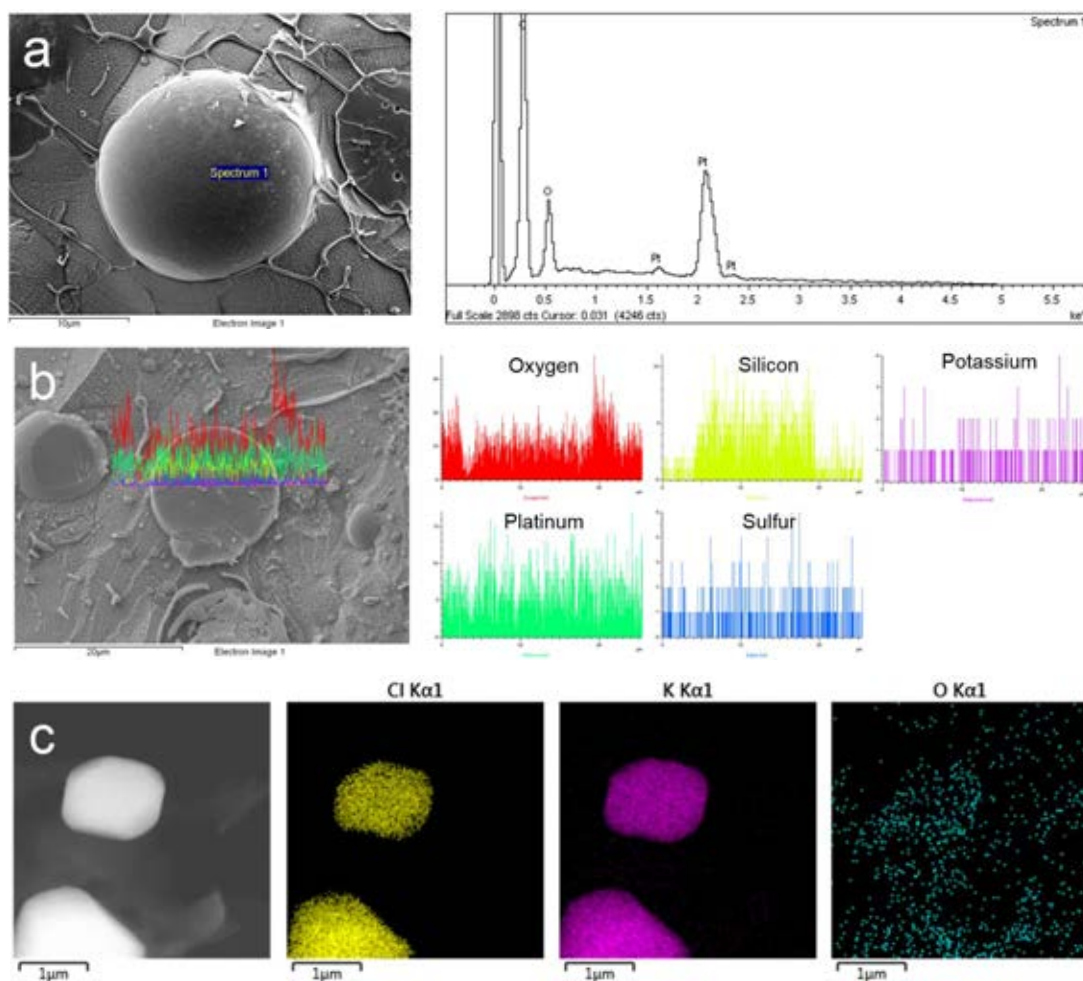 a
Spectrum 1
10µm
Electron Image 1
Spectrum 1
C
O
Pt
Pt
Pt
0 0.5 1 1.5 2 2.5 3 3.5 4 4.5 5 5.5
Full Scale 2898 cts Cursor: 0.031 (4246 cts)
ke
b
20µm
Electron Image 1
Oxygen
Silicon
Potassium
Platinum
Sulfur
c
Cl Kα1
K Kα1
O Kα1
1µm
1µm
1µm
1µm